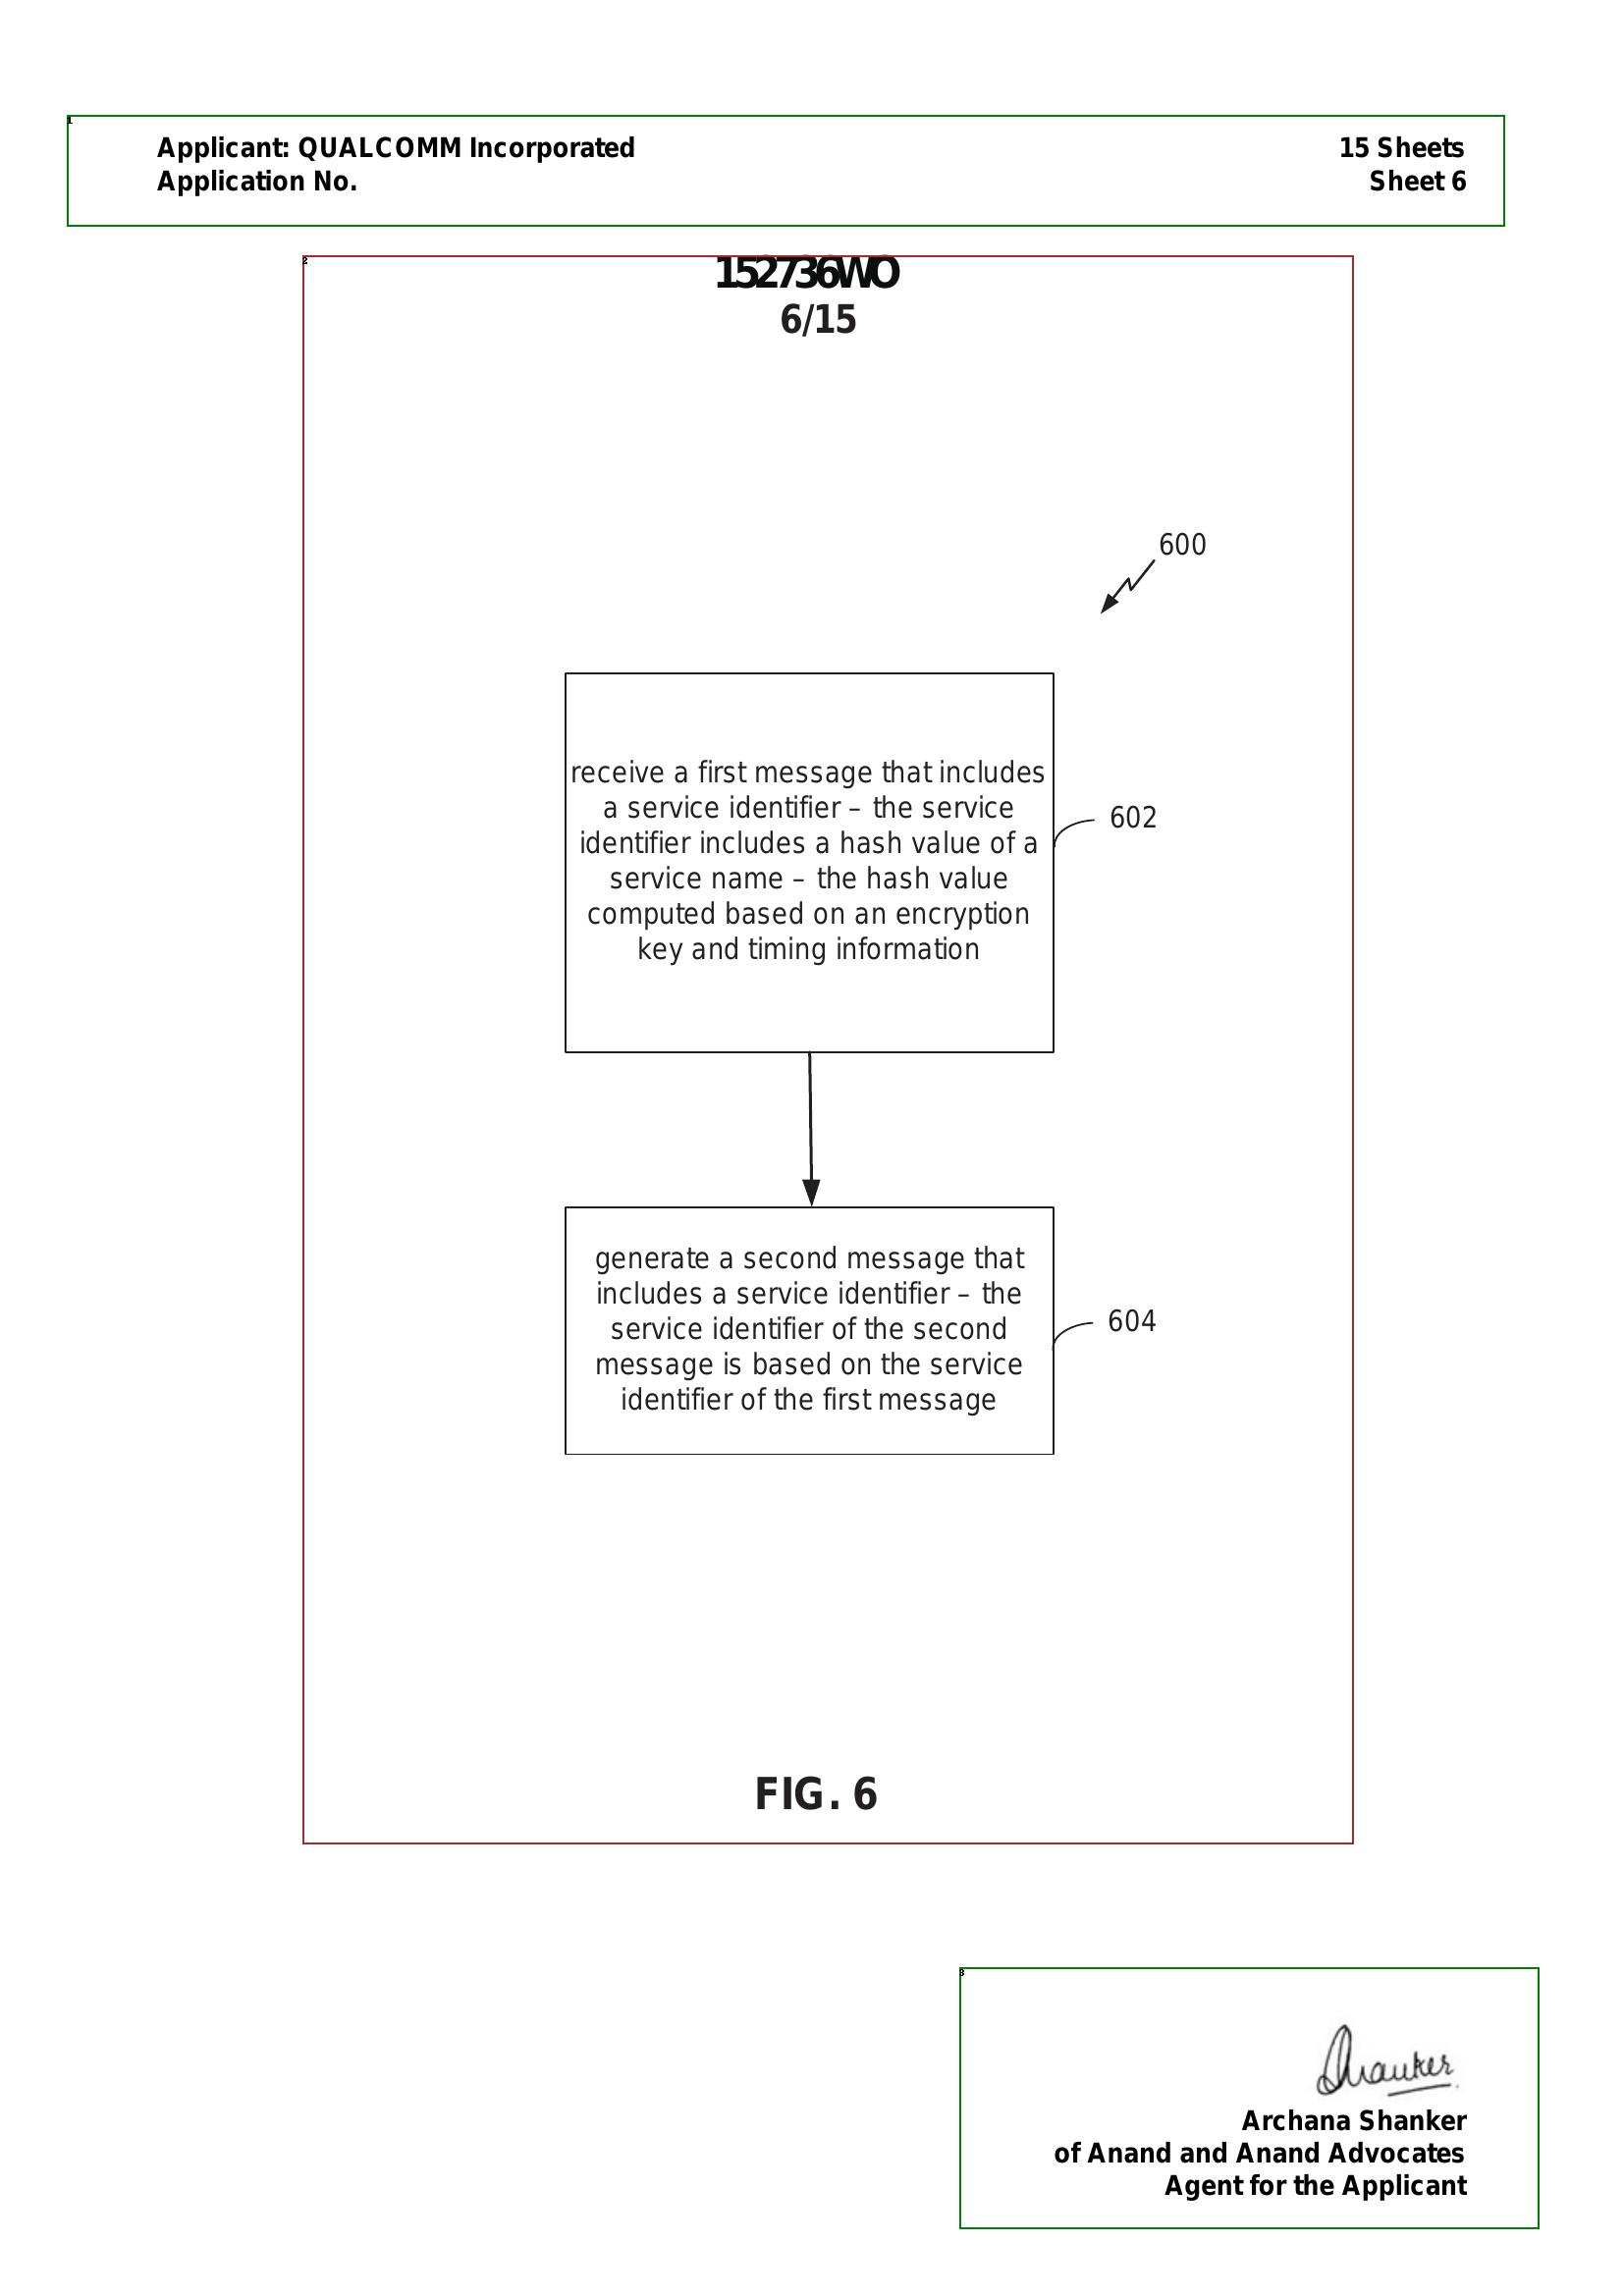 1
Applicant: QUALCOMM Incorporated
15 Sheets
Application No.
Sheet 6
2
152736WO
6/15
600
receive a first message that includes
a service identifier – the service
identifier includes a hash value of a
service name – the hash value
computed based on an encryption
key and timing information
602
generate a second message that
includes a service identifier – the
service identifier of the second
message is based on the service
identifier of the first message
604
FIG. 6
3
Shanker
Archana Shanker
of Anand and Anand Advocates
Agent for the Applicant